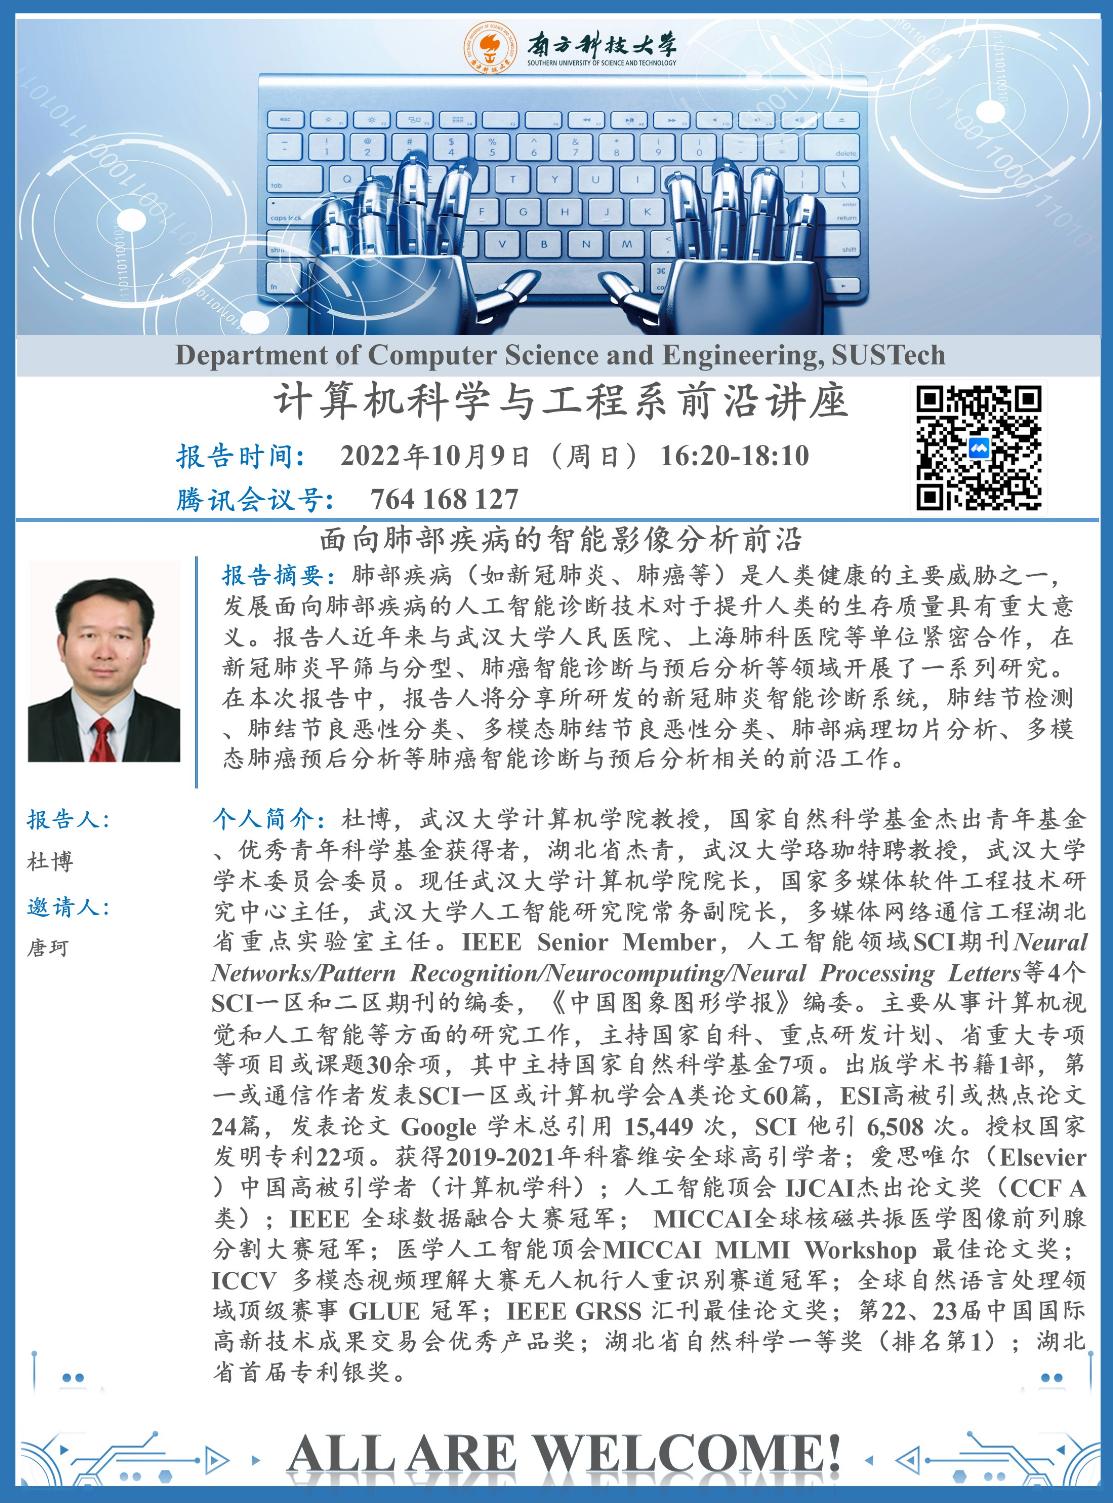 南方科技大学
SOUTHERN UNIVERSITY OF SCIENCE AND TECHNOLOGY
Department of Computer Science and Engineering, SUSTech
计算机科学与工程系前沿讲座
报告时间： 2022年10月9日（周日） 16:20-18:10
腾讯会议号： 764 168 127
面向肺部疾病的智能影像分析前沿
报告摘要：肺部疾病（如新冠肺炎、肺癌等）是人类健康的主要威胁之一，
发展面向肺部疾病的人工智能诊断技术对于提升人类的生存质量具有重大意
义。报告人近年来与武汉大学人民医院、上海肺科医院等单位紧密合作，在
新冠肺炎早筛与分型、肺癌智能诊断与预后分析等领域开展了一系列研究。
在本次报告中，报告人将分享所研发的新冠肺炎智能诊断系统，肺结节检测
、肺结节良恶性分类、多模态肺结节良恶性分类、肺部病理切片分析、多模
态肺癌预后分析等肺癌智能诊断与预后分析相关的前沿工作。
报告人：
杜博
邀请人：
唐珂
个人简介：杜博，武汉大学计算机学院教授，国家自然科学基金杰出青年基金
、优秀青年科学基金获得者，湖北省杰青，武汉大学珞珈特聘教授，武汉大学
学术委员会委员。现任武汉大学计算机学院院长，国家多媒体软件工程技术研
究中心主任，武汉大学人工智能研究院常务副院长，多媒体网络通信工程湖北
省重点实验室主任。IEEE Senior Member，人工智能领域SCI期刊Neural
Networks/Pattern Recognition/Neurocomputing/Neural Processing Letters等4个
SCI一区和二区期刊的编委，《中国图象图形学报》编委。主要从事计算机视
觉和人工智能等方面的研究工作，主持国家自科、重点研发计划、省重大专项
等项目或课题30余项，其中主持国家自然科学基金7项。出版学术书籍1部，第
一或通信作者发表SCI一区或计算机学会A类论文60篇，ESI高被引或热点论文
24篇，发表论文 Google 学术总引用 15,449 次，SCI 他引 6,508 次。授权国家
发明专利22项。获得2019-2021年科睿维安全球高引学者；爱思唯尔（Elsevier
）中国高被引学者（计算机学科）；人工智能顶会 IJCAI杰出论文奖（CCF A
类）；IEEE 全球数据融合大赛冠军； MICCAI全球核磁共振医学图像前列腺
分割大赛冠军；医学人工智能顶会MICCAI MLMI Workshop 最佳论文奖；
ICCV 多模态视频理解大赛无人机行人重识别赛道冠军；全球自然语言处理领
域顶级赛事 GLUE 冠军；IEEE GRSS 汇刊最佳论文奖；第22、23届中国国际
高新技术成果交易会优秀产品奖；湖北省自然科学一等奖（排名第1）；湖北
省首届专利银奖。
ALL ARE WELCOME!